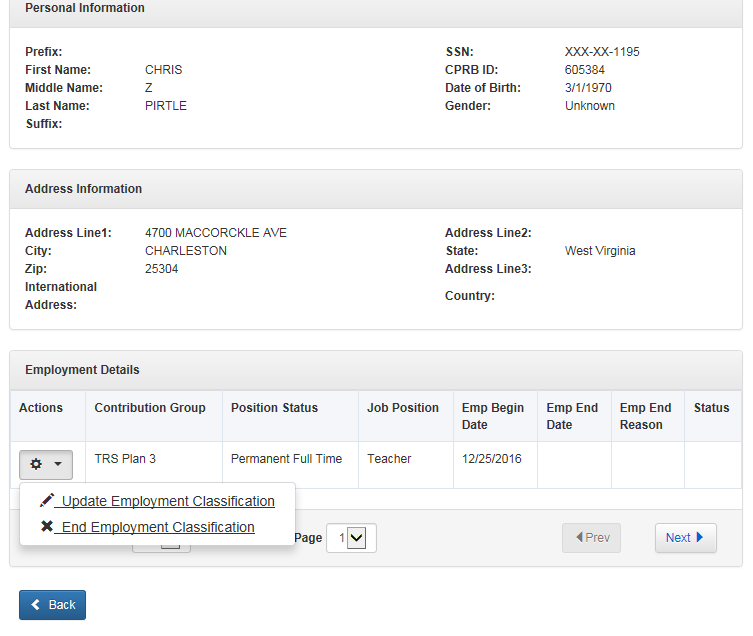 Personal Information
Prefix: SSN: XXX-XX-1195
First Name: CHRIS CPRB ID: 605384
Middle Name: Z Date of Birth: 3/1/1970
Last Name: PIRTLE Gender: Unknown
Suffix:
Address Information
Address Line1: 4700 MACCORCKLE AVE Address Line2:
City: CHARLESTON State: West Virginia
Zip: 25304 Address Line3:
International
Address: Country:
Employment Details
Actions Contribution Group Position Status Job Position Emp Begin Emp End Emp End Status
Date Date Reason
TRS Plan 3 Permanent Full Time Teacher 12/25/2016
Update Employment Classification
End Employment Classification
Page 1 Prev Next
Back